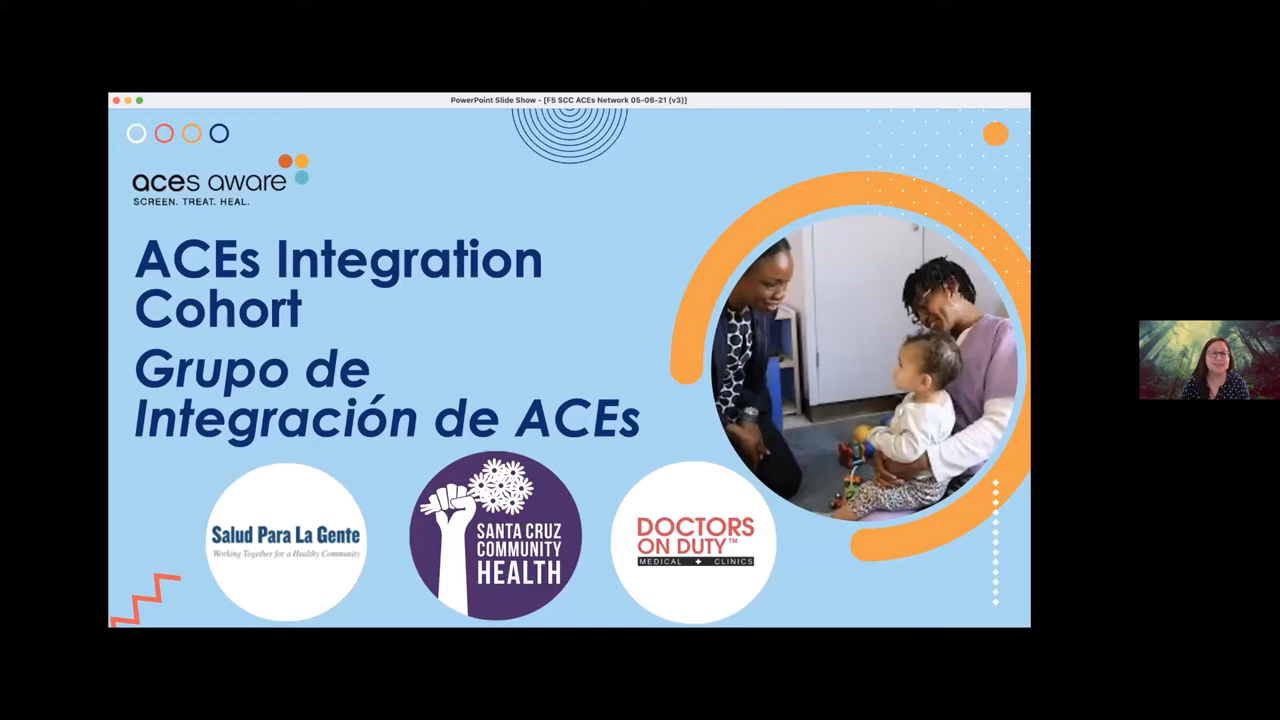 PowerPoint Slide Show - [F5 SCC ACEs Network 05-06-21 (v3)]
aces aware
SCREEN. TREAT. HEAL.
ACEs Integration
Cohort
Grupo de
Integración de ACEs
Salud Para La Gente
Working Together for a Healthy Community
SANTA CRUZ
COMMUNITY
HEALTH
DOCTORS
ON DUTY™
MEDICAL + CLINICS